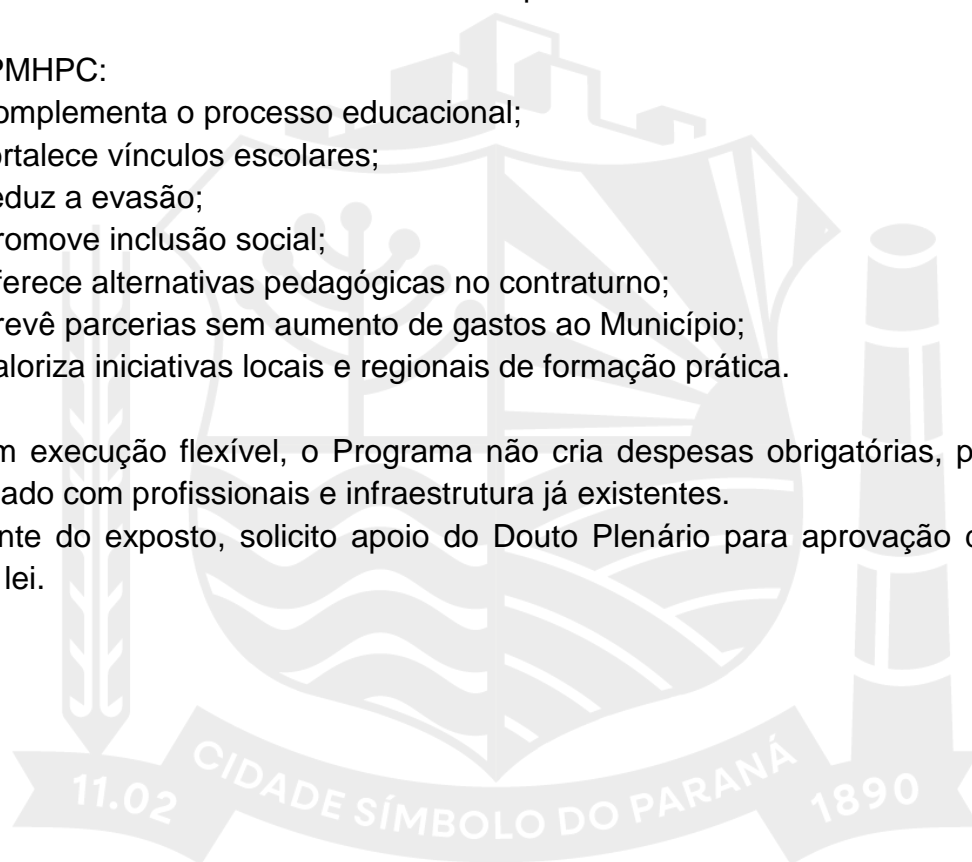 PMHPC:
omplementa o processo educacional;
ortalece vínculos escolares;
eduz a evasão;
romove inclusão social;
ferece alternativas pedagógicas no contraturno;
revê parcerias sem aumento de gastos ao Município;
aloriza iniciativas locais e regionais de formação prática.
m execução flexível, o Programa não cria despesas obrigatórias, p
ado com profissionais e infraestrutura já existentes.
nte do exposto, solicito apoio do Douto Plenário para aprovação d
lei.
11.02 CIDADE SÍMBOLO DO PARANÁ 1890